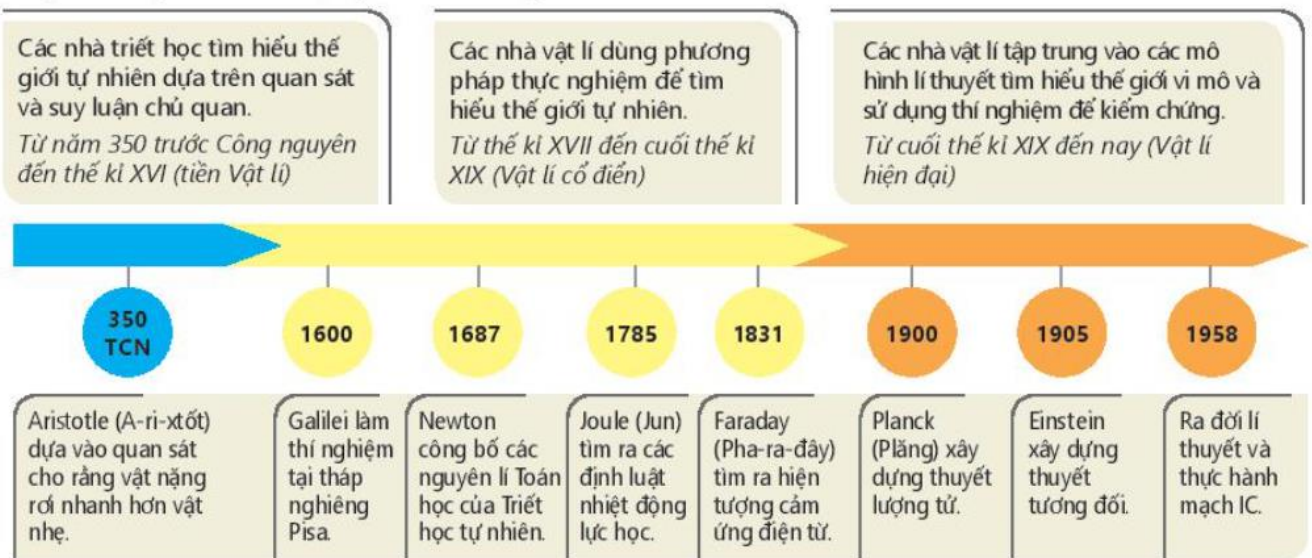 Các nhà triết học tìm hiểu thế
giới tự nhiên dựa trên quan sát
và suy luận chủ quan.
Từ năm 350 trước Công nguyên
đến thế kỉ XVI (tiền Vật lí)
Các nhà vật lí dùng phương
pháp thực nghiệm để tìm
hiểu thế giới tự nhiên.
Từ thế kỉ XVII đến cuối thế kỉ
XIX (Vật lí cổ điển)
Các nhà vật lí tập trung vào các mô
hình lí thuyết tìm hiểu thế giới vi mô và
sử dụng thí nghiệm để kiểm chứng.
Từ cuối thế kỉ XIX đến nay (Vật lí
hiện đại)
350
TCN
1600
1687
1785
1831
1900
1905
1958
Aristotle (A-ri-xtốt)
dựa vào quan sát
cho rằng vật nặng
rơi nhanh hơn vật
nhẹ.
Galilei làm
thí nghiệm
tại tháp
nghiêng
Pisa.
Newton
công bố các
nguyên lí Toán
học của Triết
học tự nhiên.
Joule (Jun)
tìm ra các
định luật
nhiệt động
lực học.
Faraday
(Pha-ra-đây)
tìm ra hiện
tượng cảm
ứng điện từ.
Planck
(Plăng) xây
dựng thuyết
lượng tử.
Einstein
xây dựng
thuyết
tương đối.
Ra đời lí
thuyết và
thực hành
mạch IC.